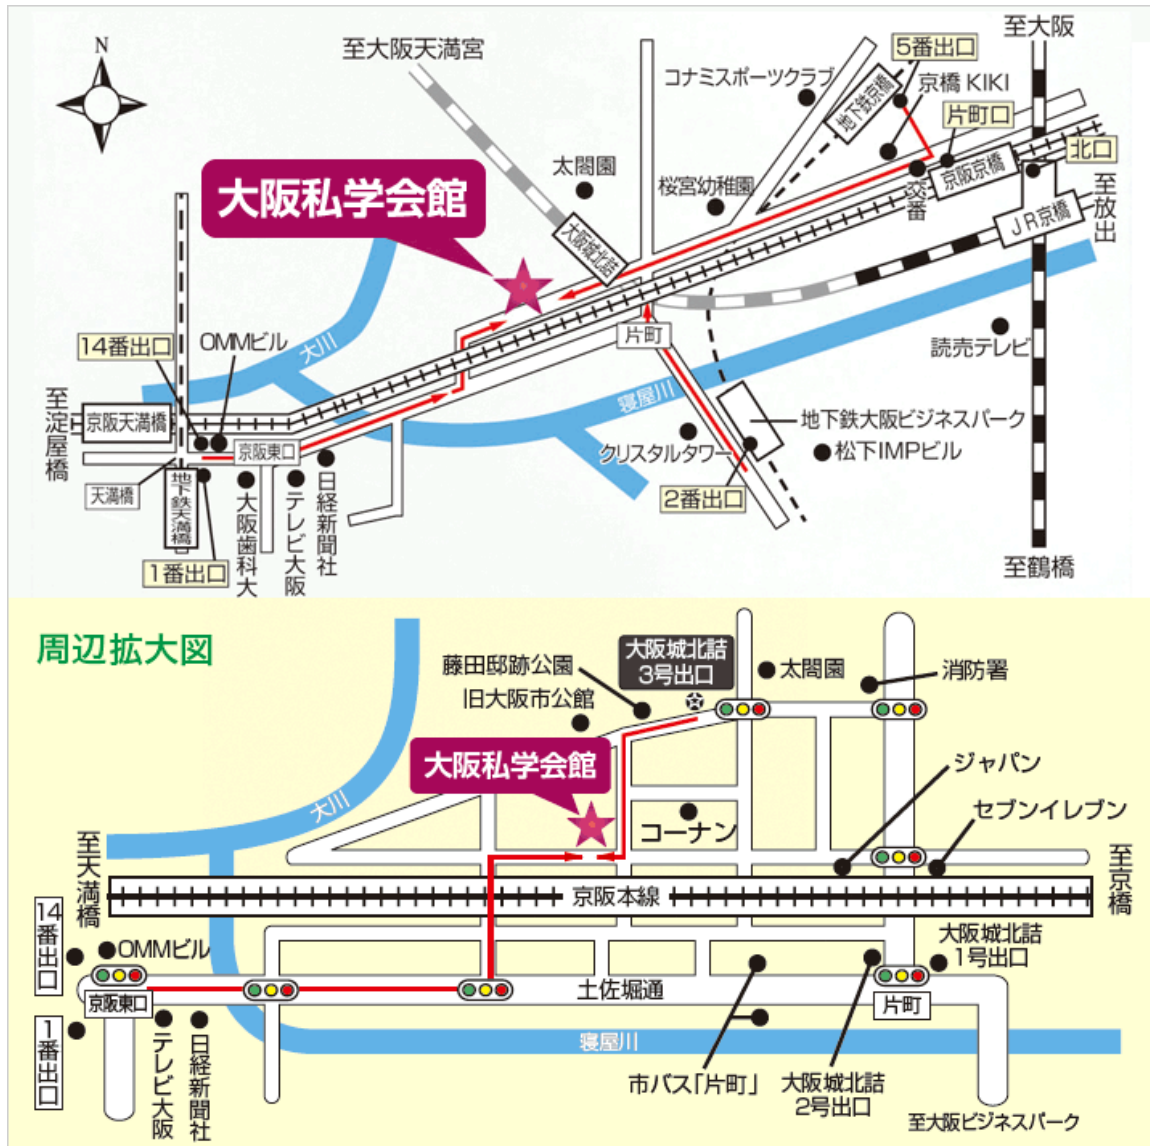 至大阪
N
至大阪天満宮
5番出口
コナミスポーツクラブ
地下鉄京橋
京橋 KIKI
片町口
北口
太閤園
京阪京橋
大阪私学会館
桜宮幼稚園
交番
至放出
JR京橋
大阪城北詰
14番出口
OMMビル
大川
片町
読売テレビ
至淀屋橋
寝屋川
京阪天満橋
地下鉄大阪ビジネスパーク
京阪東口
クリスタルタワー
松下IMPビル
天満橋
地下鉄天満橋
2番出口
大阪歯科大
テレビ大阪
日経新聞社
1番出口
至鶴橋
周辺拡大図
藤田邸跡公園
大阪城北詰
3号出口
太閤園
消防署
旧大阪市公館
大阪私学会館
ジャパン
大川
コーナン
セブンイレブン
至天満橋
至京橋
京阪本線
14番出口
OMMビル
大阪城北詰
1号出口
京阪東口
土佐堀通
片町
1番出口
テレビ大阪
日経新聞社
寝屋川
市バス「片町」
大阪城北詰
2号出口
至大阪ビジネスパーク